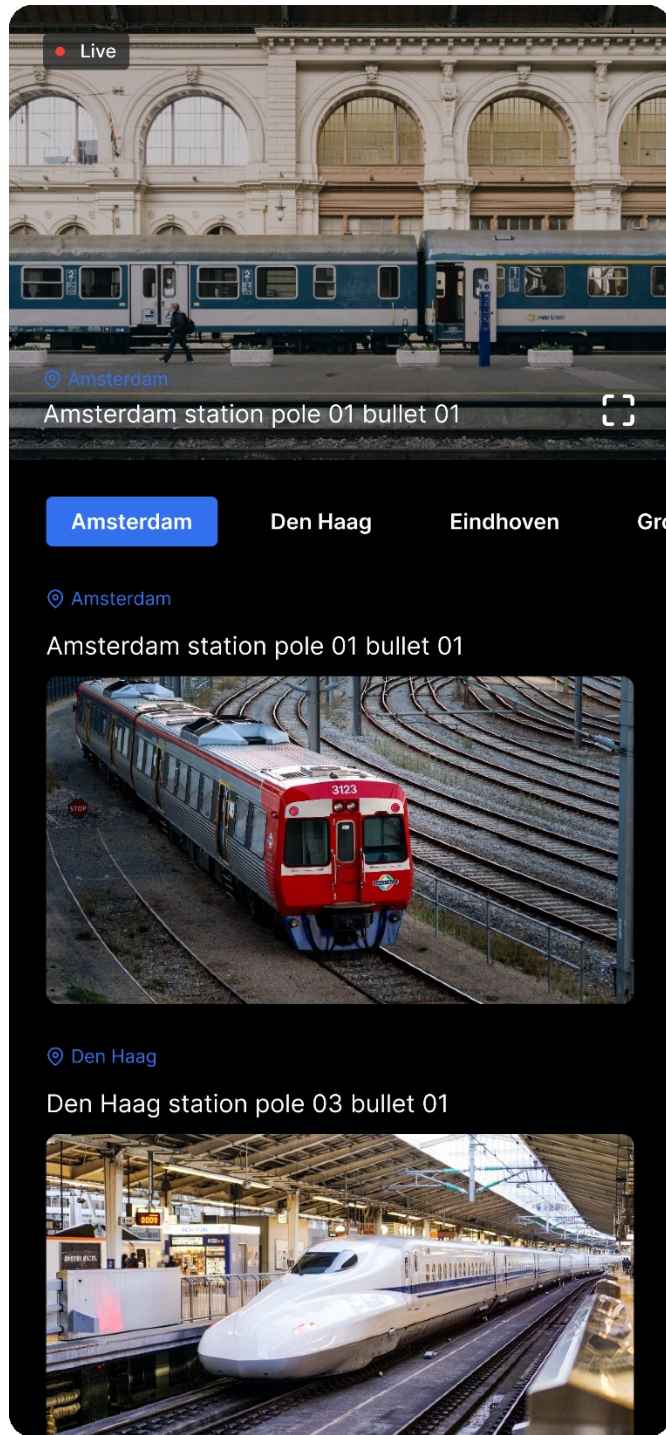 Live
Amsterdam
Amsterdam station pole 01 bullet 01
Amsterdam Den Haag Eindhoven Gro
Amsterdam
Amsterdam station pole 01 bullet 01
3123
STOP
Den Haag
Den Haag station pole 03 bullet 01